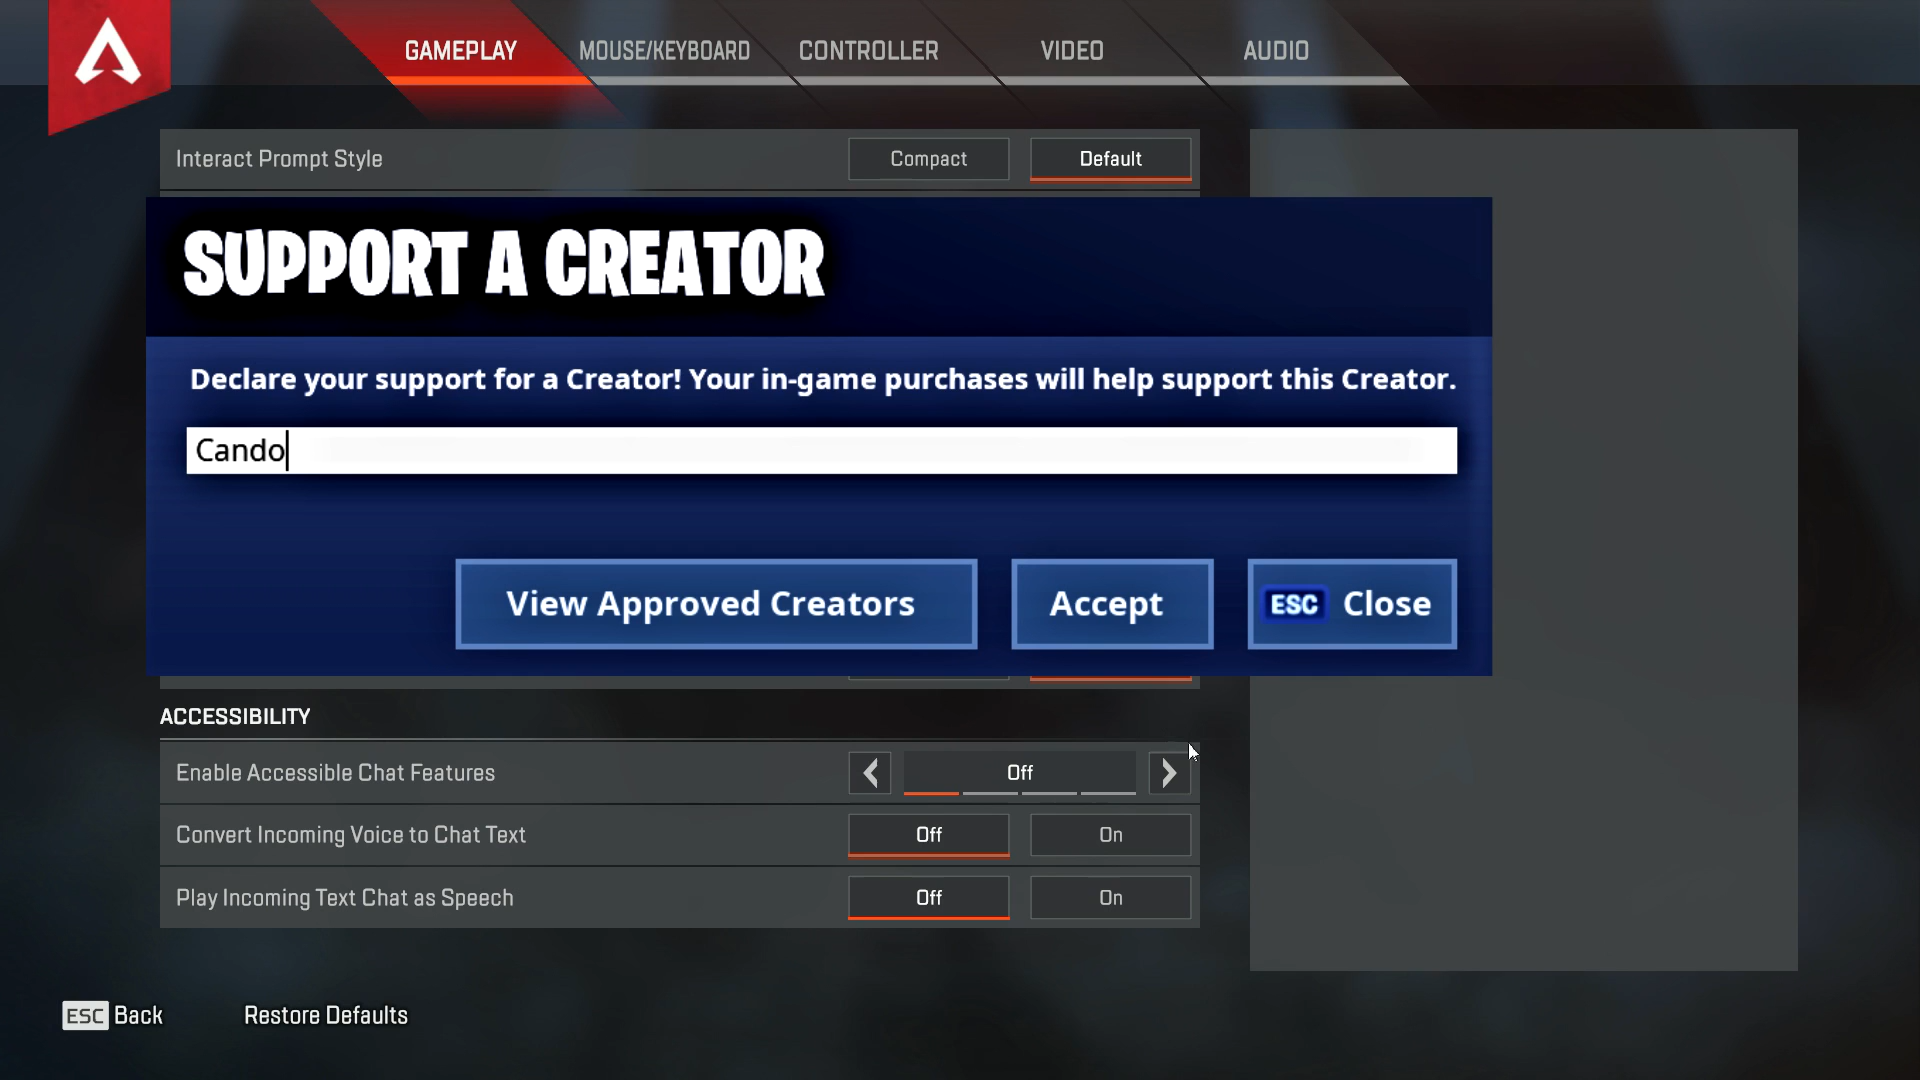 GAMEPLAY MOUSE/KEYBOARD CONTROLLER VIDEO AUDIO
Interact Prompt Style Compact Default
SUPPORT A CREATOR
Declare your support for a Creator! Your in-game purchases will help support this Creator.
Cando
View Approved Creators Accept ESC Close
ACCESSIBILITY
Enable Accessible Chat Features Off
Convert Incoming Voice to Chat Text Off On
Play Incoming Text Chat as Speech Off On
ESC Back Restore Defaults